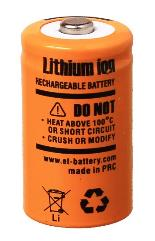 Lithium Ion
RECHARGEABLE BATTERY
DO NOT
• HEAT ABOVE 100°C
OR SHORT CIRCUIT
• CRUSH OR MODIFY
www.el-battery.com
made in PRC
Li